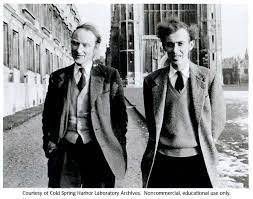 Courtesy of Cold Spring Harbor Laboratory Archives. Noncommercial, educational use only.